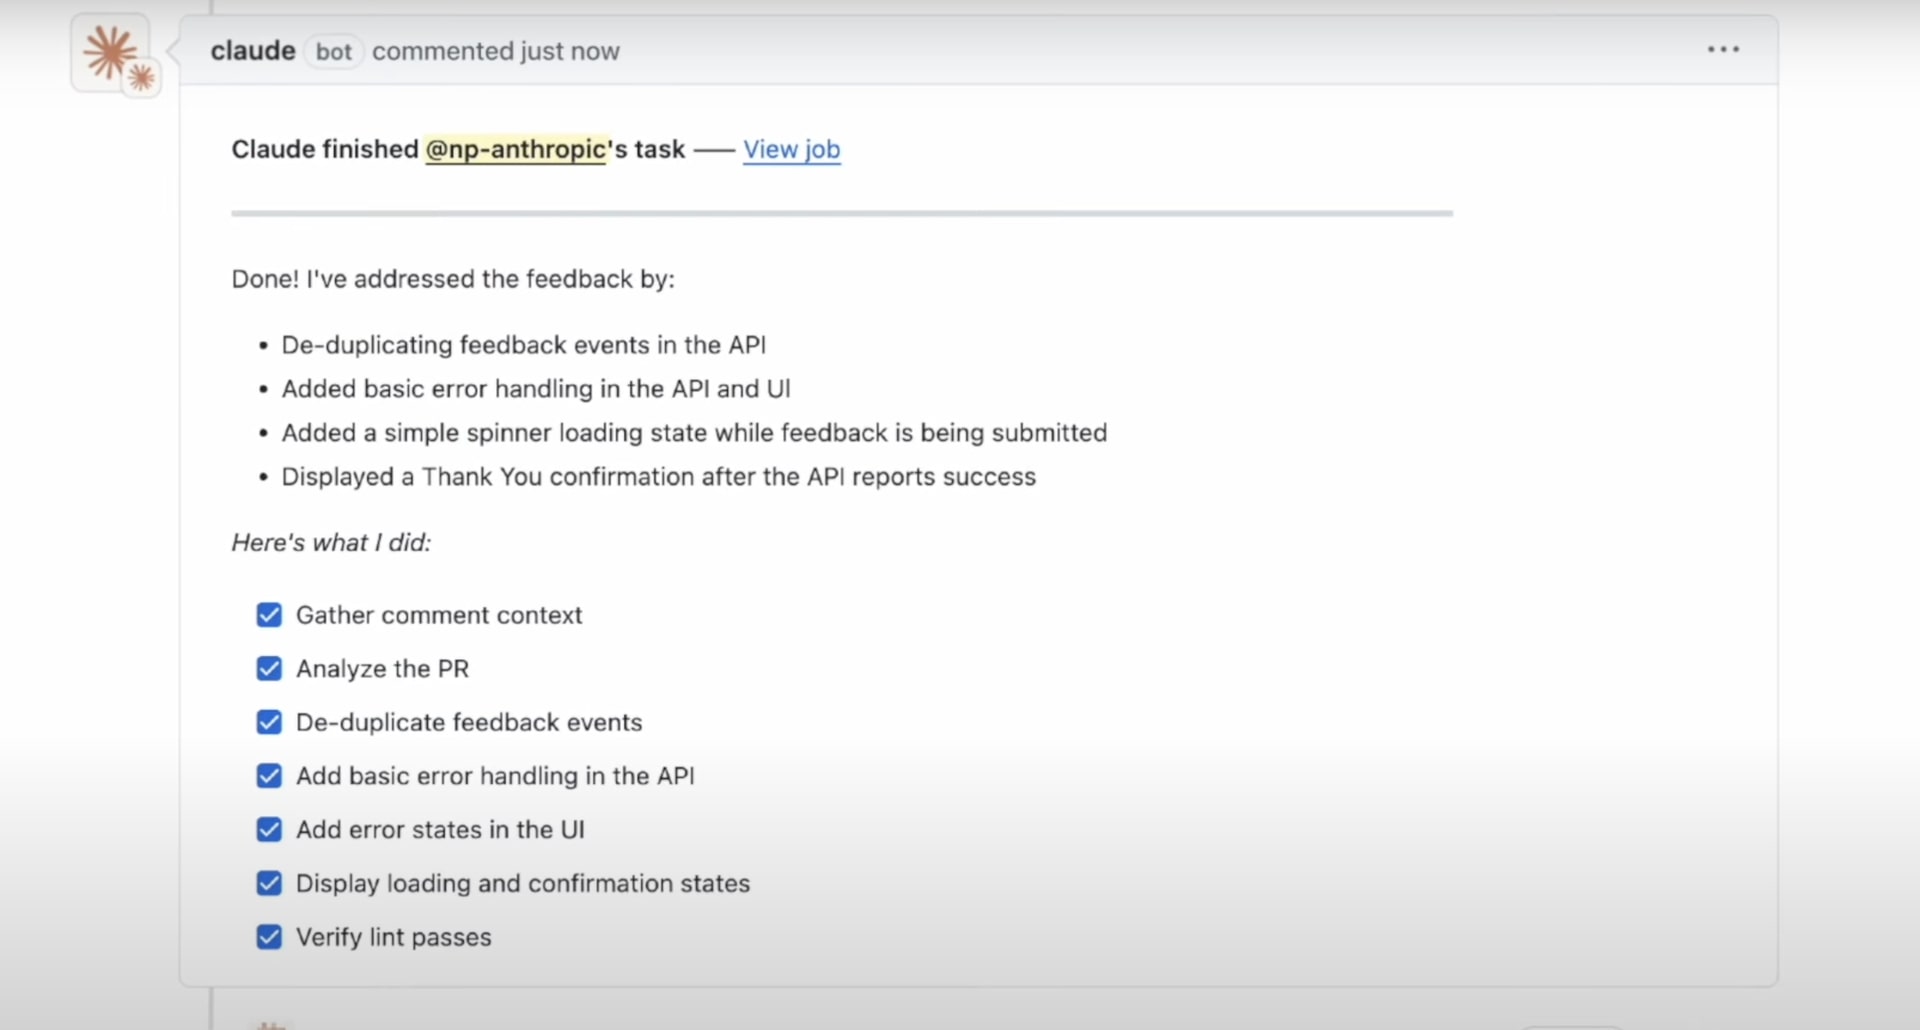 claude bot commented just now
Claude finished @np-anthropic's task —— View job
Done! I've addressed the feedback by:
• De-duplicating feedback events in the API
• Added basic error handling in the API and UI
• Added a simple spinner loading state while feedback is being submitted
• Displayed a Thank You confirmation after the API reports success
Here's what I did:
Gather comment context
Analyze the PR
De-duplicate feedback events
Add basic error handling in the API
Add error states in the UI
Display loading and confirmation states
Verify lint passes